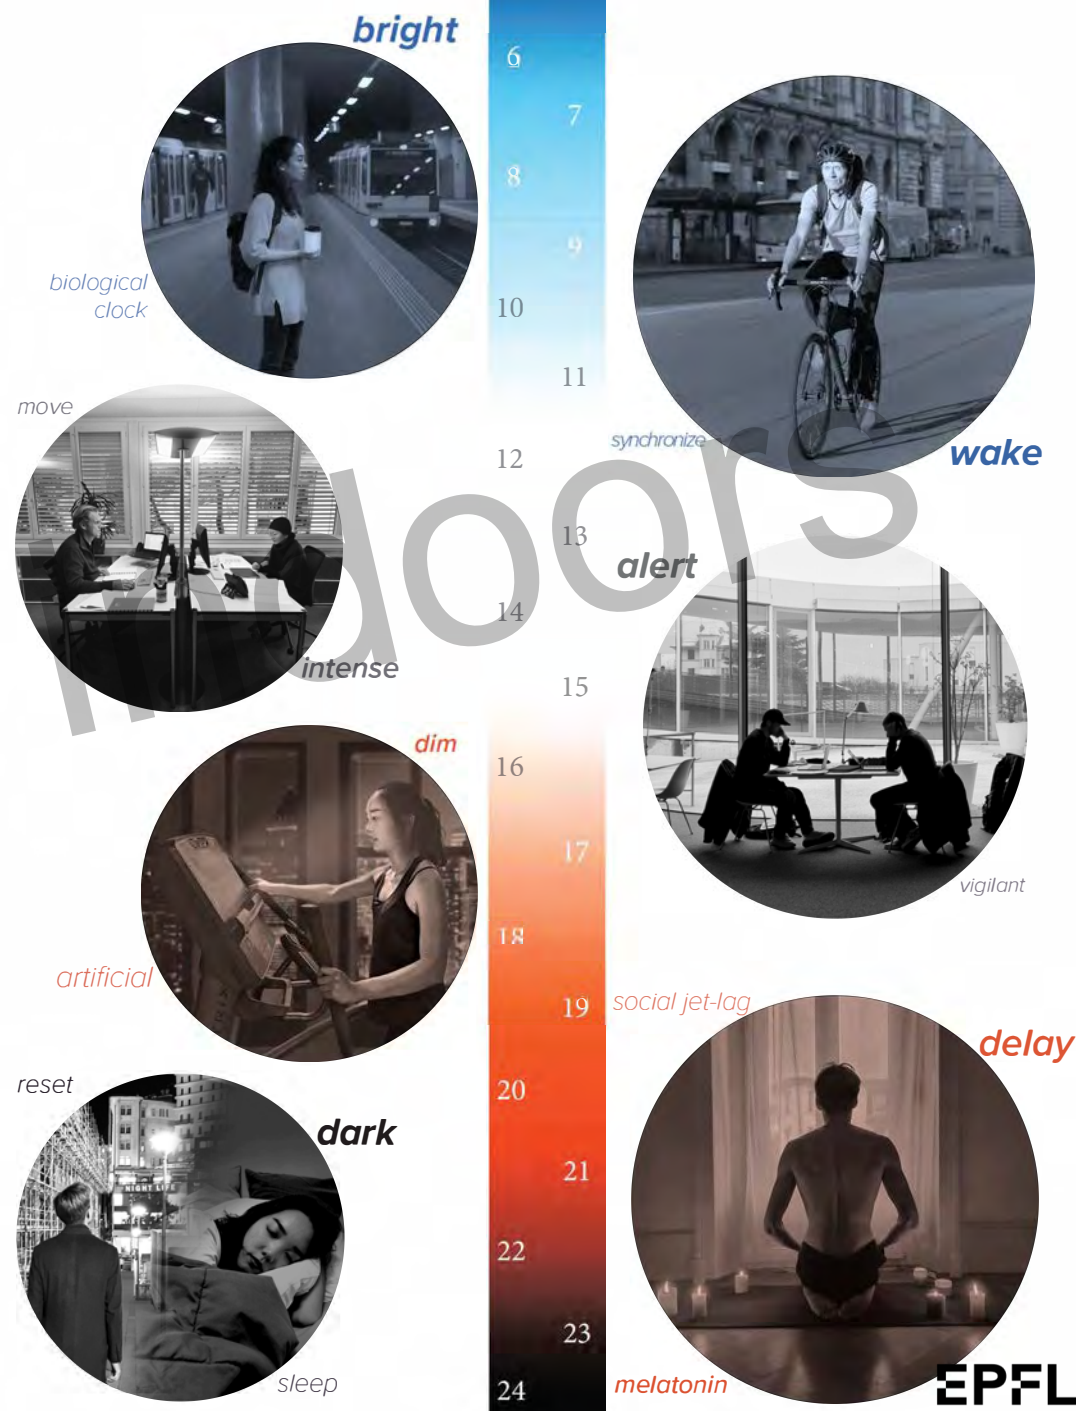 bright
6
7
8
9
biological
clock
10
11
move
synchronize
wake
12
Indoors
13
alert
14
intense
15
dim
16
17
vigilant
18
artificial
19
social jet-lag
delay
reset
20
dark
NIGHT LIFE
21
22
23
sleep
24
melatonin
EPFL